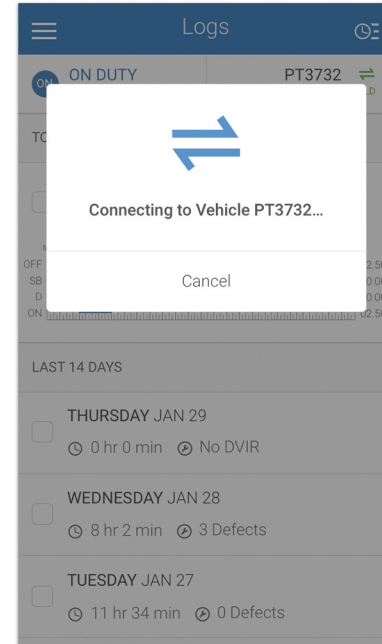 Logs
ON
ON DUTY
PT3732
Connecting to Vehicle PT3732...
Cancel
OFF
SB
D
ON
02.50
LAST 14 DAYS
THURSDAY JAN 29
0 hr 0 min No DVIR
WEDNESDAY JAN 28
8 hr 2 min 3 Defects
TUESDAY JAN 27
11 hr 34 min 0 Defects